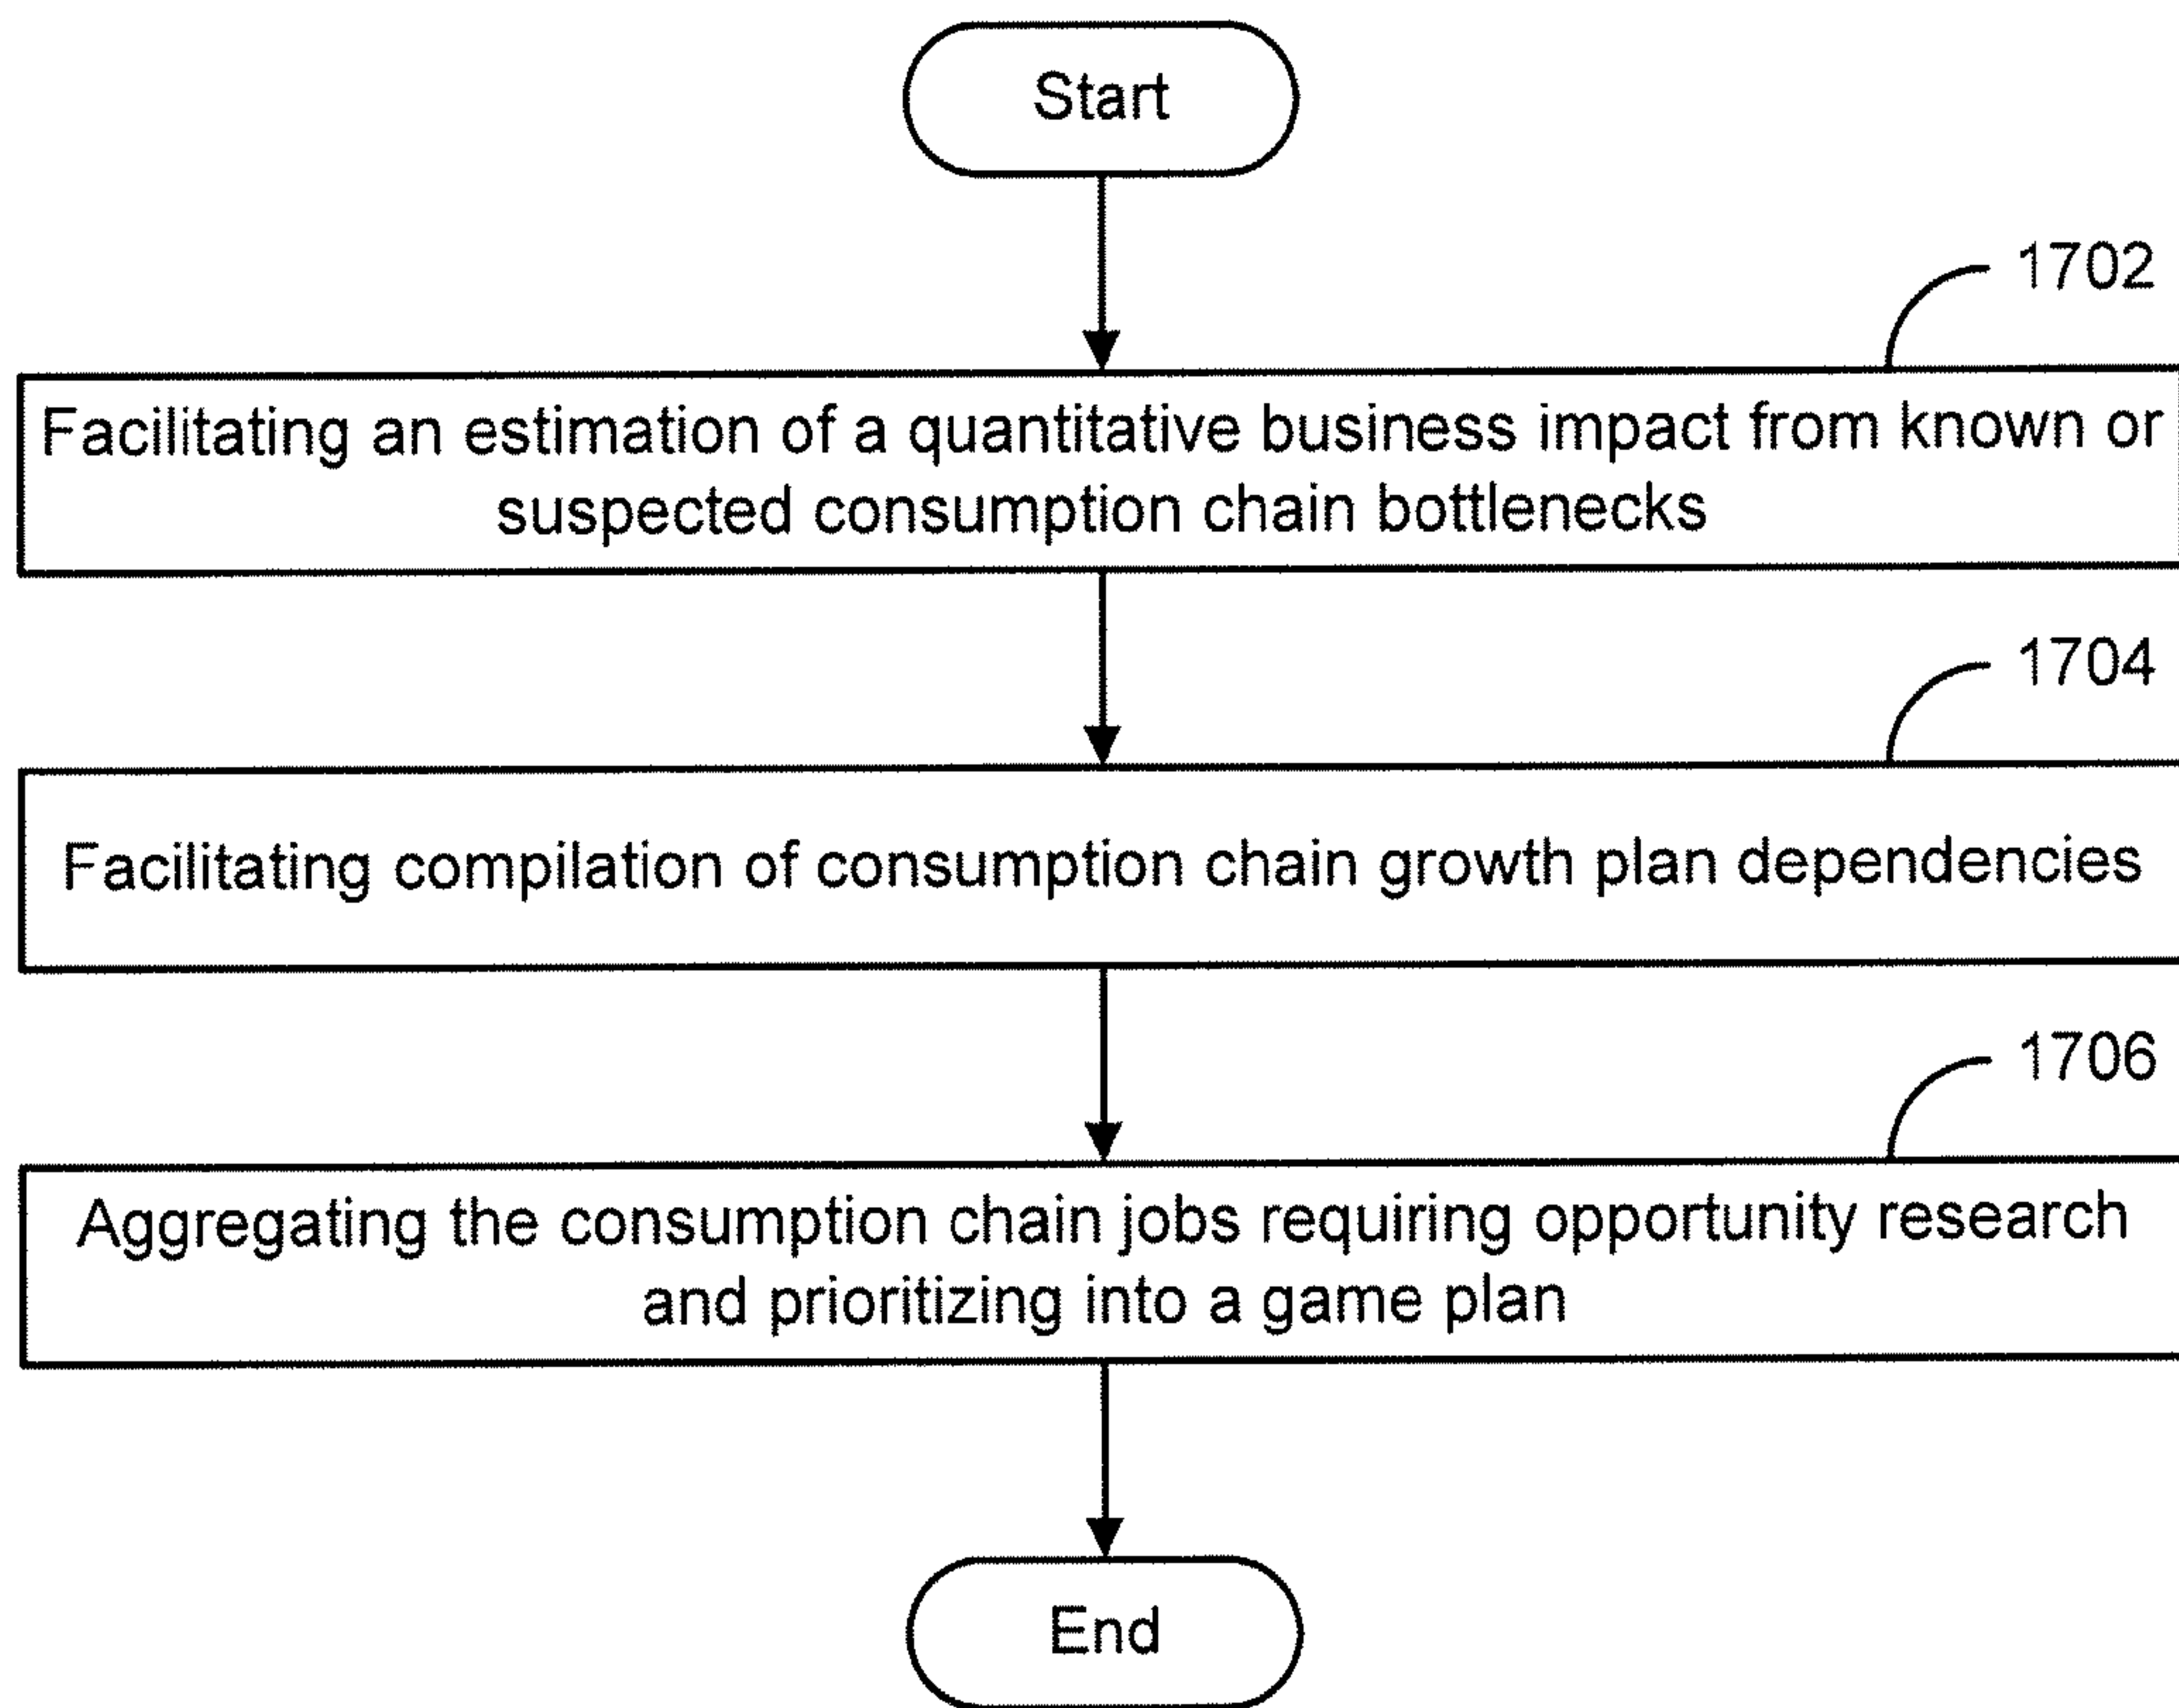 Start
1702
Facilitating an estimation of a quantitative business impact from known or
suspected consumption chain bottlenecks
1704
Facilitating compilation of consumption chain growth plan dependencies
1706
Aggregating the consumption chain jobs requiring opportunity research
and prioritizing into a game plan
End